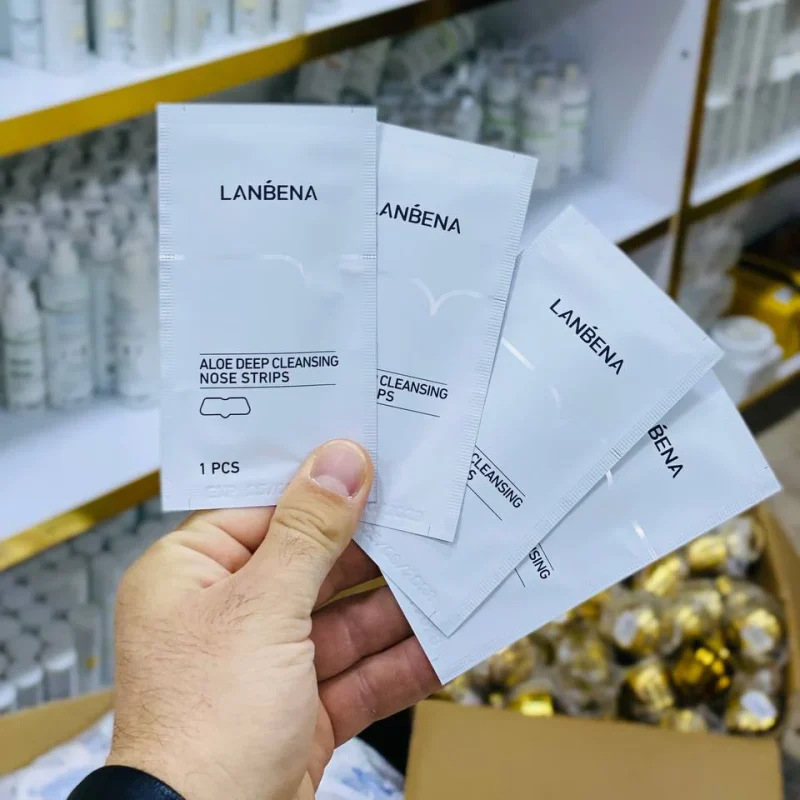 LANBENA
ALOE DEEP CLEANSING
NOSE STRIPS
1 PCS
LANBENA
CLEANSING
PS
LANBENA
CLEANSING
S
BENA
SING